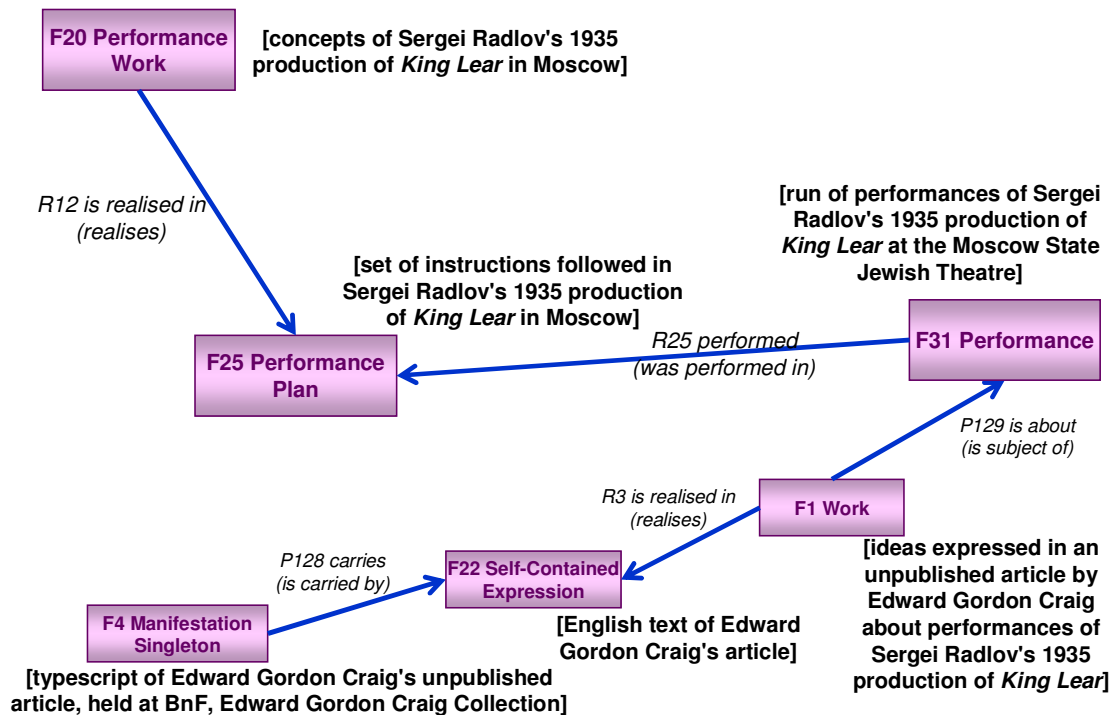 F20 Performance
Work
[concepts of Sergei Radlov's 1935
production of King Lear in Moscow]
R12 is realised in
(realises)
[run of performances of Sergei
Radlov's 1935 production of
King Lear at the Moscow State
Jewish Theatre]
[set of instructions followed in
Sergei Radlov's 1935 production
of King Lear in Moscow]
F25 Performance
Plan
R25 performed
(was performed in)
F31 Performance
P129 is about
(is subject of)
R3 is realised in
(realises)
F1 Work
[ideas expressed in an
unpublished article by
Edward Gordon Craig
about performances of
Sergei Radlov's 1935
production of King Lear]
P128 carries
(is carried by)
F22 Self-Contained
Expression
[English text of Edward
Gordon Craig's article]
F4 Manifestation
Singleton
[typescript of Edward Gordon Craig's unpublished
article, held at BnF, Edward Gordon Craig Collection]